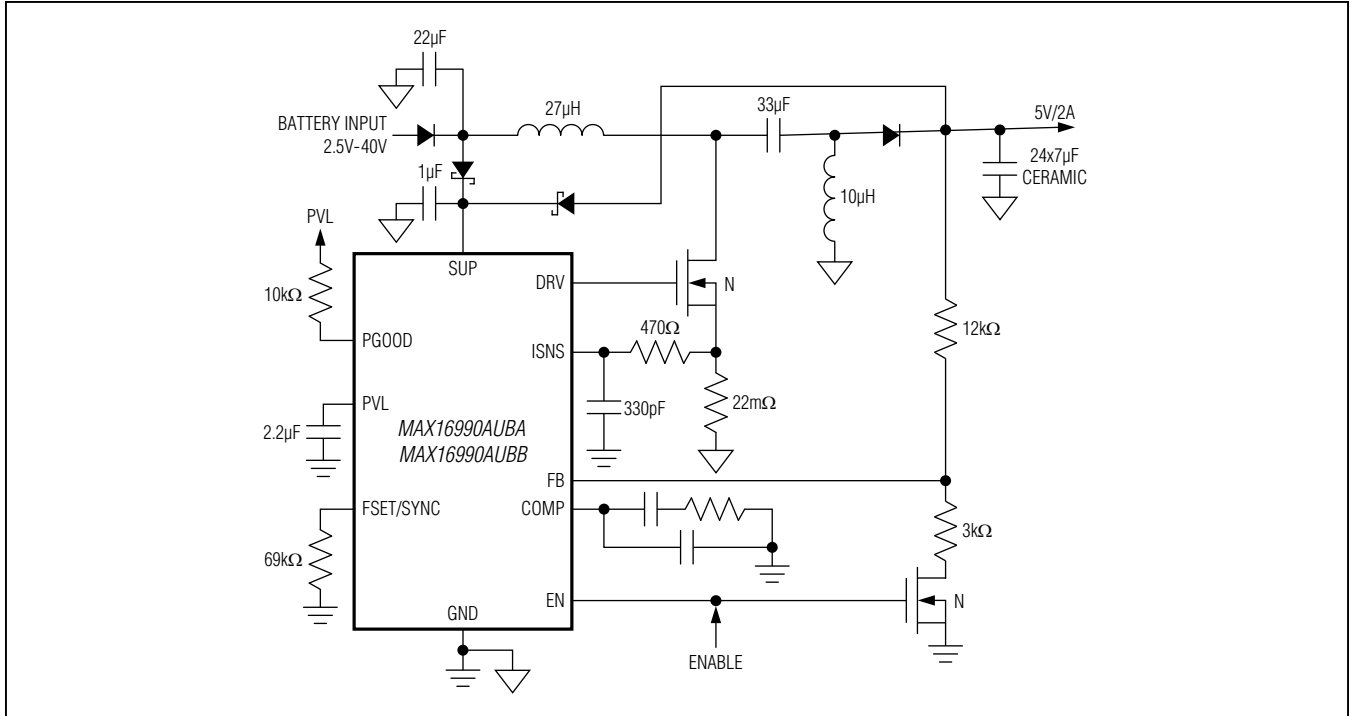 22µF
27µH
33µF
5V/2A
BATTERY INPUT
2.5V-40V
24x7µF
CERAMIC
1µF
10µH
PVL
SUP
DRV
N
10kΩ
470Ω
12kΩ
PGOOD
ISNS
330pF
22mΩ
PVL
2.2µF
MAX16990AUBA
MAX16990AUBB
FB
FSET/SYNC
COMP
3kΩ
69kΩ
EN
N
GND
ENABLE